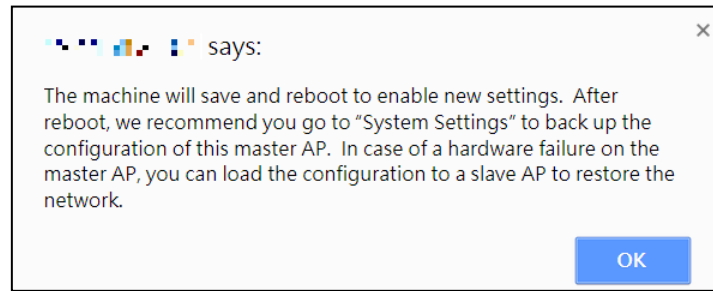 says:
The machine will save and reboot to enable new settings.  After
reboot, we recommend you go to “System Settings” to back up the
configuration of this master AP.  In case of a hardware failure on the
master AP, you can load the configuration to a slave AP to restore the
network.
OK